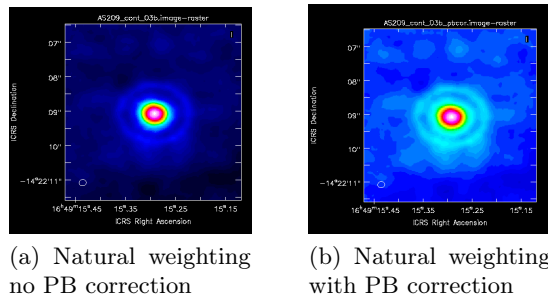 AS209_cont_03b.image-raster
07"
08"
09"
10"
-14°22'11"
ICRS Declination
16ʰ49ᵐ15ˢ.45
15ˢ.35
15ˢ.25
15ˢ.15
ICRS Right Ascension
AS209_cont_03b_pbcor.image-raster
07"
08"
09"
10"
-14°22'11"
ICRS Declination
16ʰ49ᵐ15ˢ.45
15ˢ.35
15ˢ.25
15ˢ.15
ICRS Right Ascension
(a) Natural weighting
no PB correction
(b) Natural weighting
with PB correction